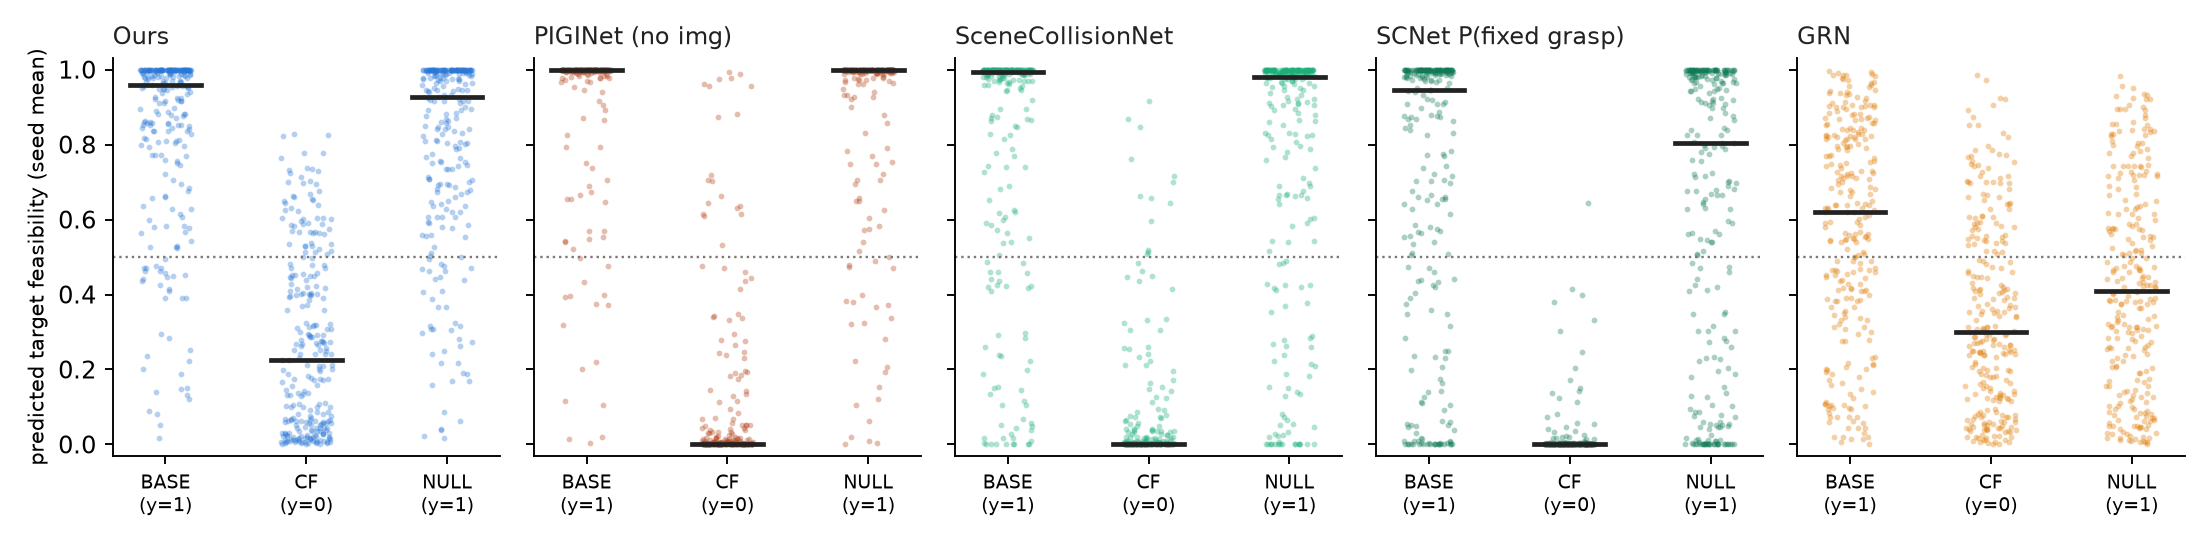 Ours
PIGINet (no img)
SceneCollisionNet
SCNet P(fixed grasp)
GRN
predicted target feasibility (seed mean)
1.0
0.8
0.6
0.4
0.2
0.0
BASE
(y=1)
CF
(y=0)
NULL
(y=1)
BASE
(y=1)
CF
(y=0)
NULL
(y=1)
BASE
(y=1)
CF
(y=0)
NULL
(y=1)
BASE
(y=1)
CF
(y=0)
NULL
(y=1)
BASE
(y=1)
CF
(y=0)
NULL
(y=1)